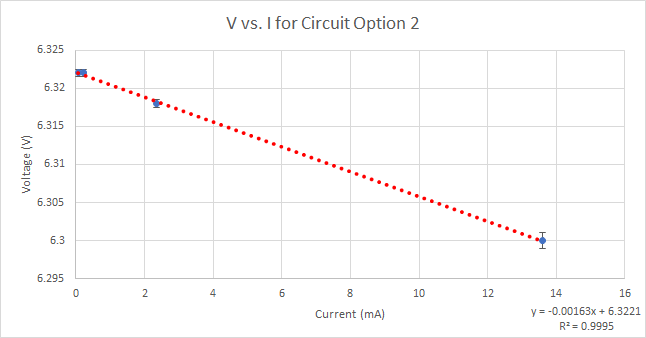 V vs. I for Circuit Option 2
6.325
6.32
6.315
6.31
6.305
6.3
6.295
Voltage (V)
0 2 4 6 8 10 12 14 16
Current (mA)
y = -0.00163x + 6.3221
R² = 0.9995